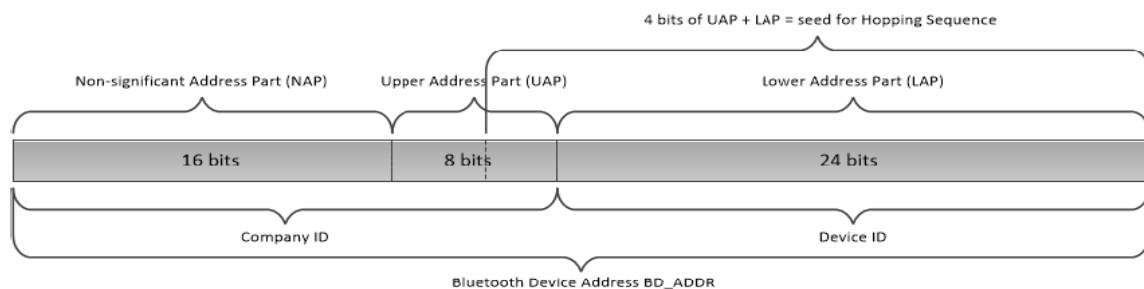 4 bits of UAP + LAP = seed for Hopping Sequence
Non-significant Address Part (NAP)
Upper Address Part (UAP)
Lower Address Part (LAP)
16 bits
8 bits
24 bits
Company ID
Device ID
Bluetooth Device Address BD_ADDR